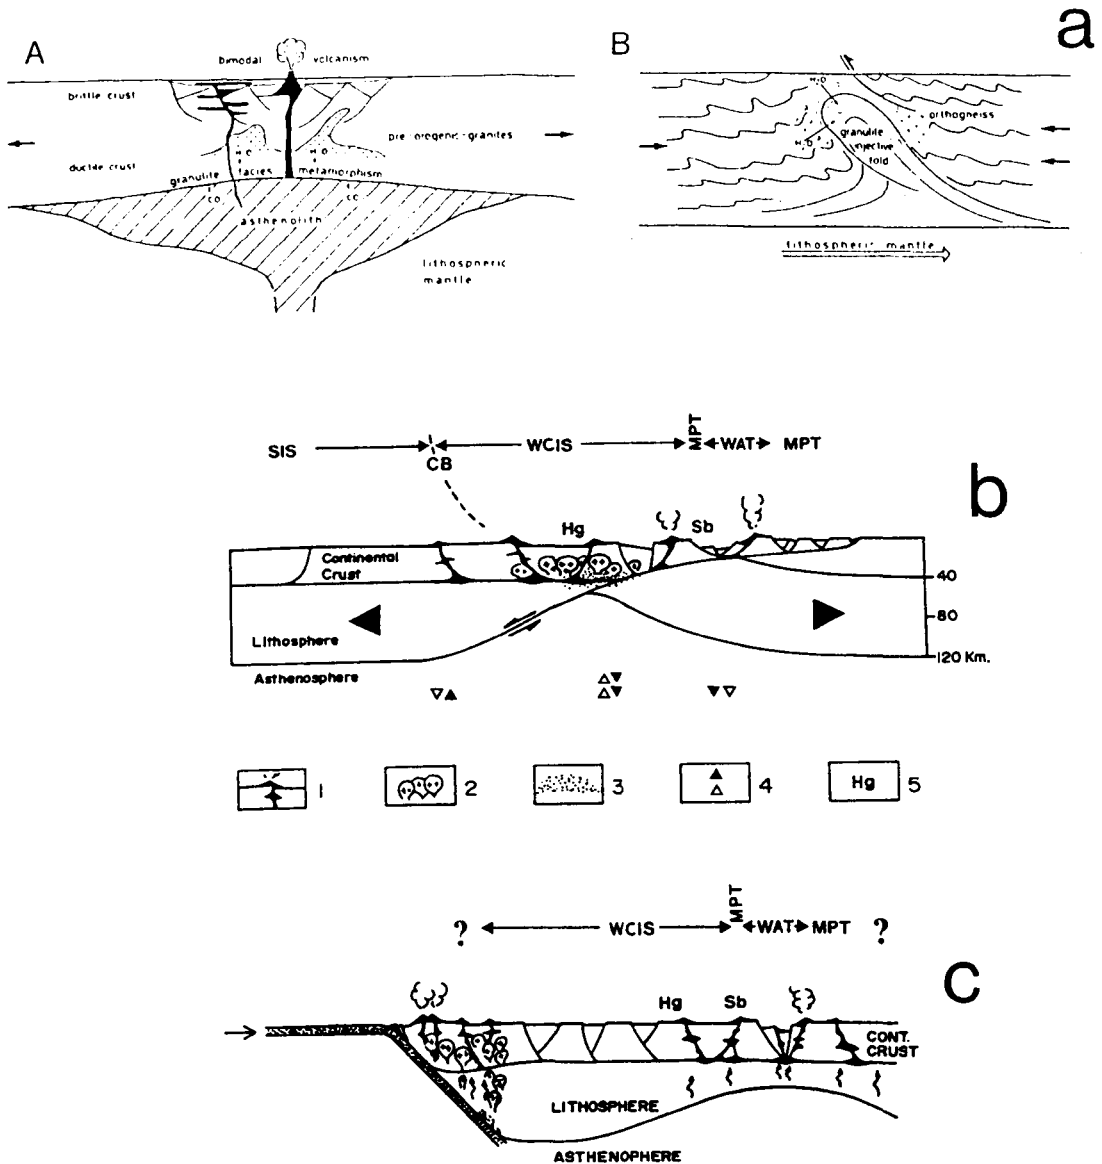 a
A
B
bimodal volcanism
brittle crust
pre-orogenic-granites
ductile crust
H2O H2O
granulite facies metamorphism
CO2 CC
asthenolith
lithospheric
mantle
H2O
orthogneiss
granulite
injective
fold
H2O
lithospheric mantle
b
SIS WCIS MPT WAT MPT
CB
Hg Sb
Continental
Crust
40
80
Lithosphere
120 Km.
Asthenosphere
1 2 3 4 Hg 5
c
? WCIS MPT WAT MPT ?
Hg Sb
CONT.
CRUST
LITHOSPHERE
ASTHENOPHERE